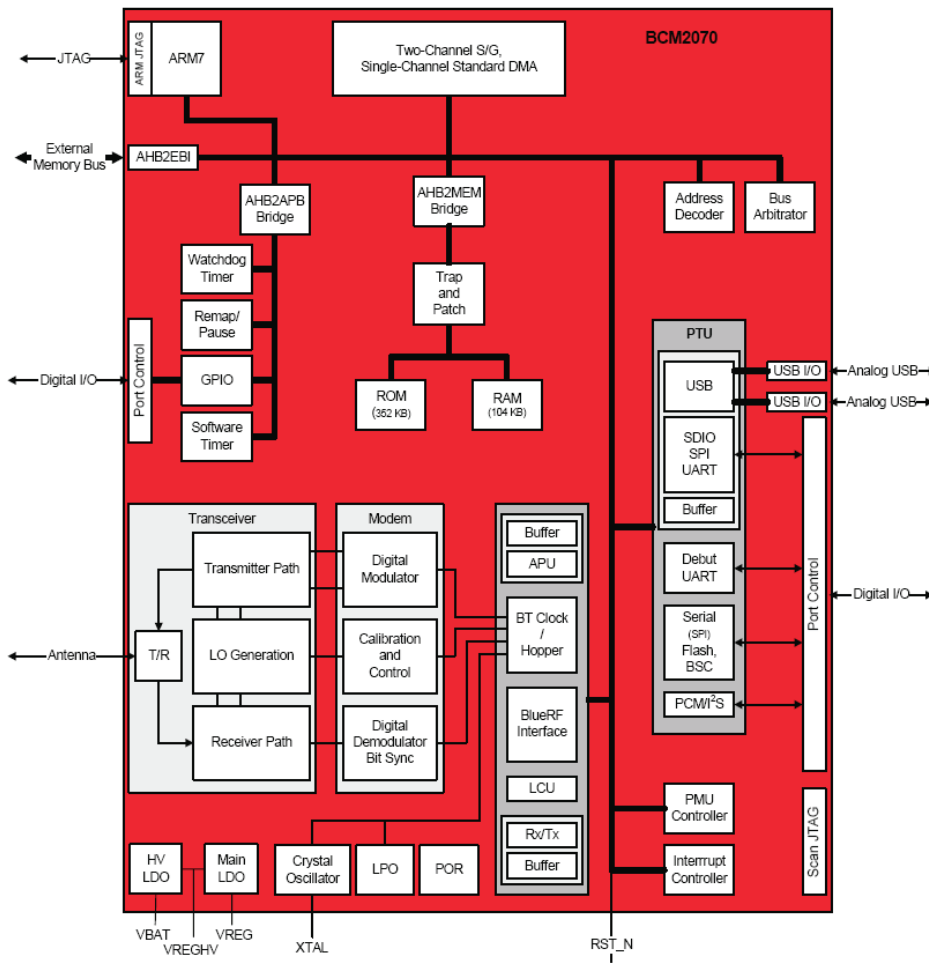 BCM2070
JTAG
ARM JTAG
ARM7
Two-Channel S/G,
Single-Channel Standard DMA
External
Memory Bus
AHB2EBI
AHB2APB
Bridge
AHB2MEM
Bridge
Address
Decoder
Bus
Arbitrator
Watchdog
Timer
Remap/
Pause
GPIO
Software
Timer
Digital I/O
Port Control
Trap
and
Patch
ROM
(352 KB)
RAM
(104 KB)
PTU
USB
SDIO
SPI
UART
Buffer
Debut
UART
Serial
(SPI)
Flash,
BSC
PCM/I²S
USB I/O
Analog USB
USB I/O
Analog USB
Port Control
Digital I/O
Transceiver
Transmitter Path
LO Generation
Receiver Path
T/R
Antenna
Modem
Digital
Modulator
Calibration
and
Control
Digital
Demodulator
Bit Sync
Buffer
APU
BT Clock
/
Hopper
BlueRF
Interface
LCU
Rx/Tx
Buffer
PMU
Controller
Interrrupt
Controller
Scan JTAG
HV
LDO
Main
LDO
Crystal
Oscillator
LPO
POR
VBAT
VREGHV
VREG
XTAL
RST_N